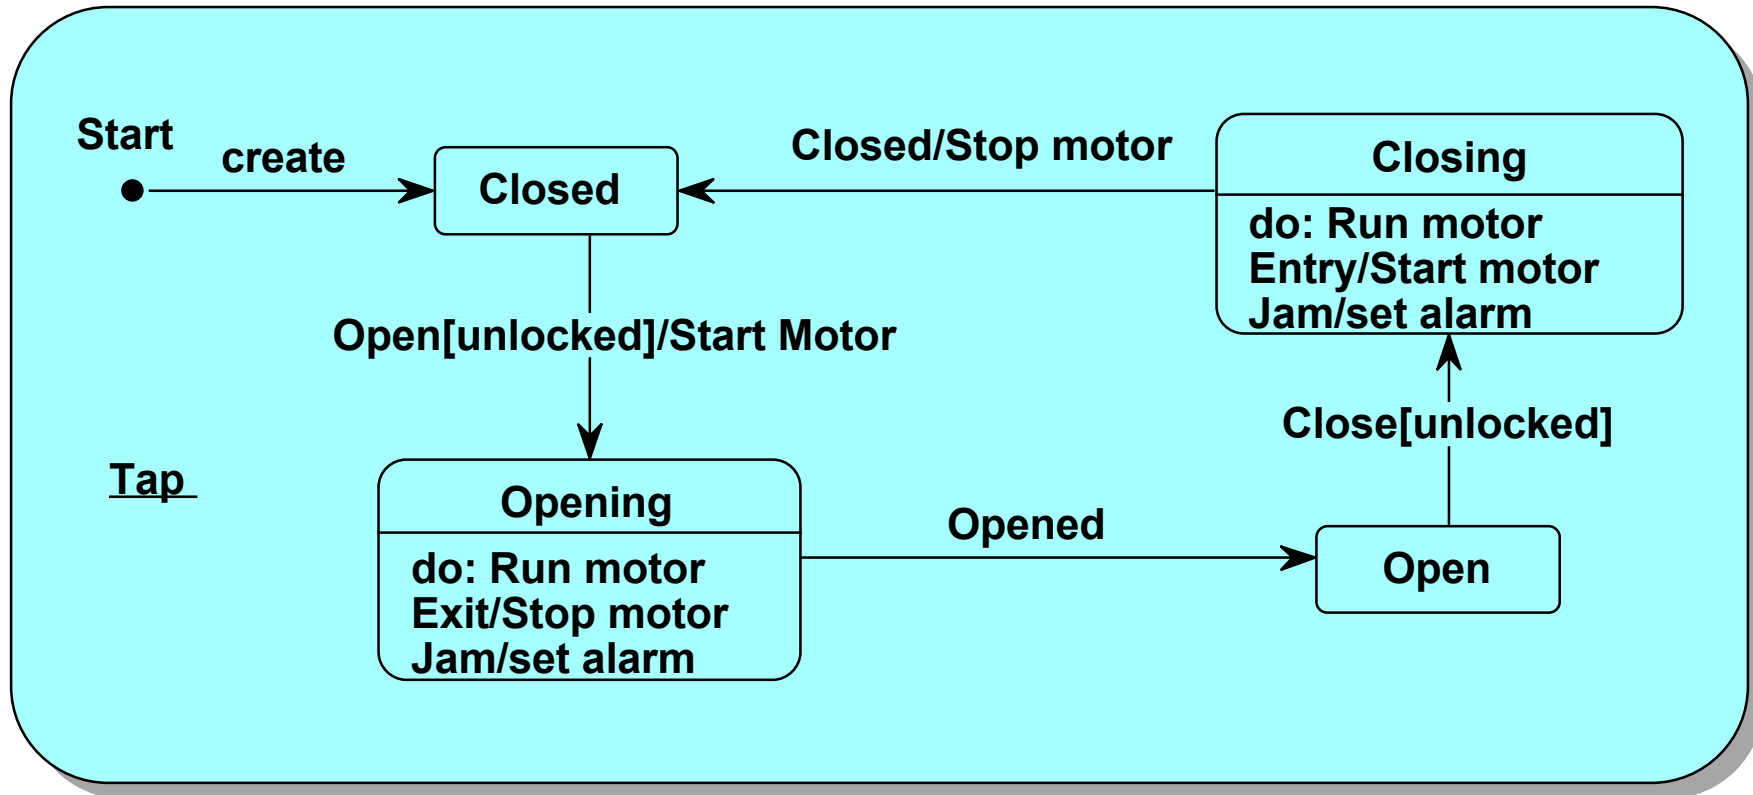 Start
create
Closed
Closed/Stop motor
Closing
do: Run motor
Entry/Start motor
Jam/set alarm
Open[unlocked]/Start Motor
Close[unlocked]
Tap
Opening
do: Run motor
Exit/Stop motor
Jam/set alarm
Opened
Open